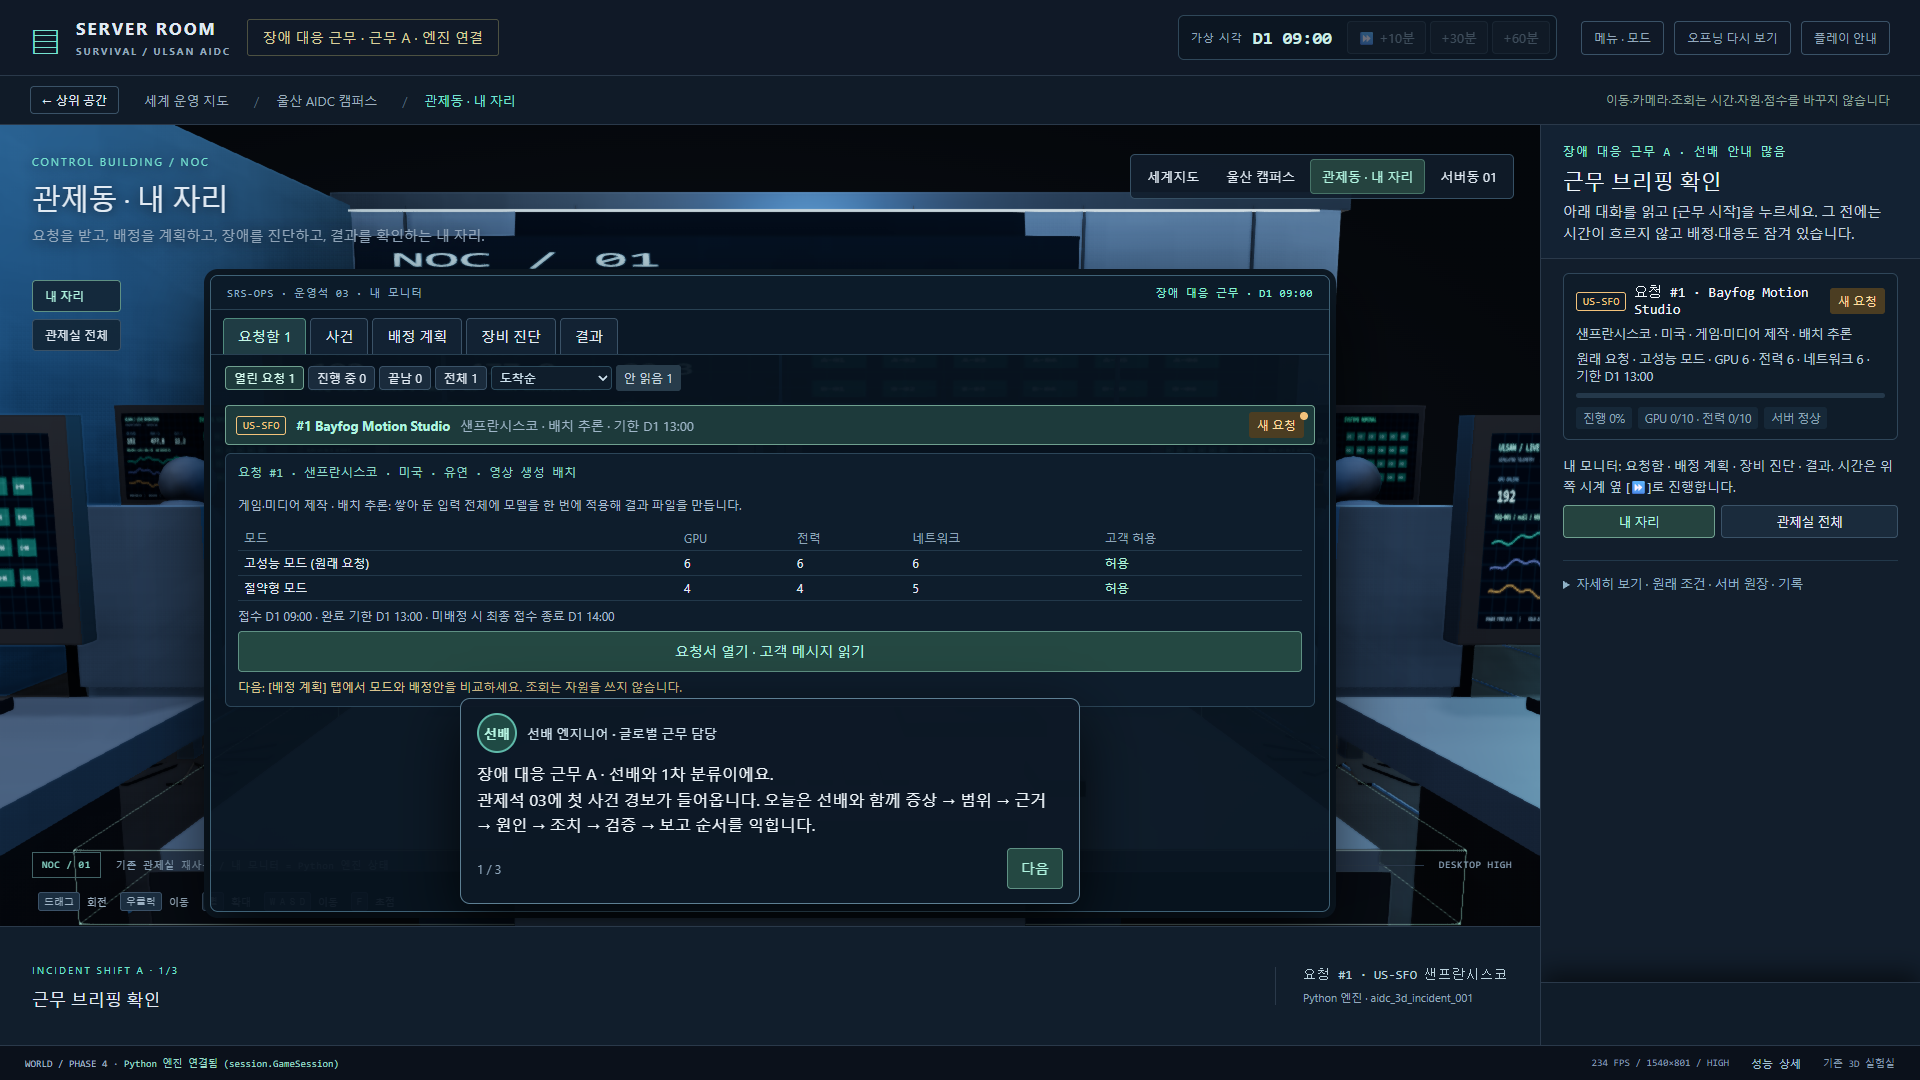 SERVER ROOM
SURVIVAL / ULSAN AIDC
장애 대응 근무 · 근무 A · 엔진 연결
가상 시각 D1 09:00 ⏩ +10분 +30분 +60분
메뉴 · 모드
오프닝 다시 보기
플레이 안내
← 상위 공간
세계 운영 지도 / 울산 AIDC 캠퍼스 / 관제동 · 내 자리
이동·카메라·조회는 시간·자원·점수를 바꾸지 않습니다
CONTROL BUILDING / NOC
관제동 · 내 자리
요청을 받고, 배정을 계획하고, 장애를 진단하고, 결과를 확인하는 내 자리.
세계지도 울산 캠퍼스 관제동 · 내 자리 서버동 01
내 자리
관제실 전체
NOC / 01
SRS-OPS · 운영석 03 · 내 모니터
장애 대응 근무 · D1 09:00
요청함 1 사건 배정 계획 장비 진단 결과
열린 요청 1 진행 중 0 끝남 0 전체 1 도착순 안 읽음 1
US-SFO #1 Bayfog Motion Studio 샌프란시스코 · 배치 추론 · 기한 D1 13:00 새 요청
요청 #1 · 샌프란시스코 · 미국 · 유연 · 영상 생성 배치
게임·미디어 제작 · 배치 추론: 쌓아 둔 입력 전체에 모델을 한 번에 적용해 결과 파일을 만듭니다.
모드 GPU 전력 네트워크 고객 허용
고성능 모드 (원래 요청) 6 6 6 허용
절약형 모드 4 4 5 허용
접수 D1 09:00 · 완료 기한 D1 13:00 · 미배정 시 최종 접수 종료 D1 14:00
요청서 열기 · 고객 메시지 읽기
다음: [배정 계획] 탭에서 모드와 배정안을 비교하세요. 조회는 자원을 쓰지 않습니다.
선배 선배 엔지니어 · 글로벌 근무 담당
장애 대응 근무 A · 선배와 1차 분류이에요.
관제석 03에 첫 사건 경보가 들어옵니다. 오늘은 선배와 함께 증상 → 범위 → 근거
→ 원인 → 조치 → 검증 → 보고 순서를 익힙니다.
1 / 3
다음
NOC / 01 기존 관제실 재사
드래그 회전 우클릭 이동
DESKTOP HIGH
ULSAN / LIVE
192
장애 대응 근무 A · 선배 안내 많음
근무 브리핑 확인
아래 대화를 읽고 [근무 시작]을 누르세요. 그 전에는
시간이 흐르지 않고 배정·대응도 잠겨 있습니다.
US-SFO 요청 #1 · Bayfog Motion
Studio
새 요청
샌프란시스코 · 미국 · 게임·미디어 제작 · 배치 추론
원래 요청 · 고성능 모드 · GPU 6 · 전력 6 · 네트워크 6 ·
기한 D1 13:00
진행 0% GPU 0/10 · 전력 0/10 서버 정상
내 모니터: 요청함 · 배정 계획 · 장비 진단 · 결과. 시간은 위
쪽 시계 옆 [⏩]로 진행합니다.
내 자리 관제실 전체
▶ 자세히 보기 · 원래 조건 · 서버 원장 · 기록
INCIDENT SHIFT A · 1/3
근무 브리핑 확인
요청 #1 · US-SFO 샌프란시스코
Python 엔진 · aidc_3d_incident_001
WORLD / PHASE 4 · Python 엔진 연결됨 (session.GameSession)
234 FPS / 1540×801 / HIGH 성능 상세 기존 3D 실험실